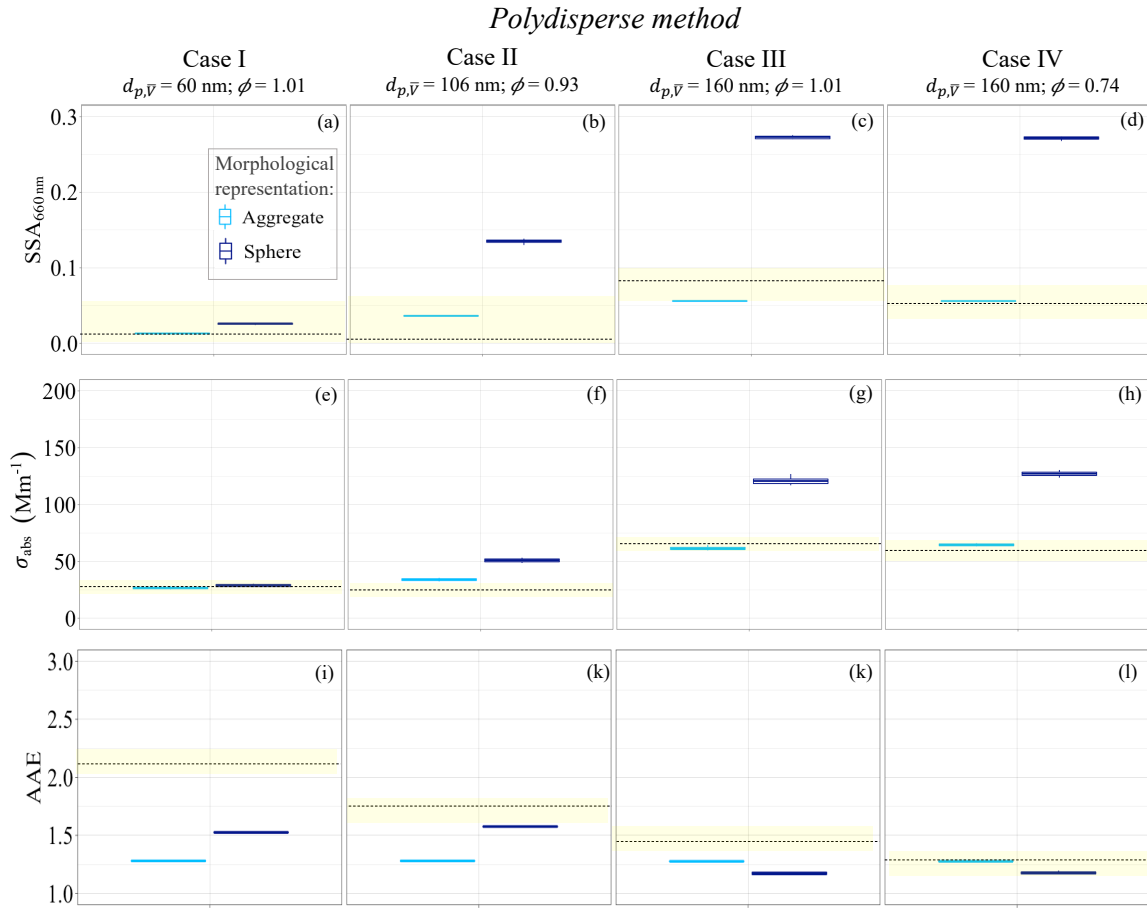 Polydisperse method
Case I
Case II
Case III
Case IV
d_{p,V̅} = 60 nm; ϕ = 1.01
d_{p,V̅} = 106 nm; ϕ = 0.93
d_{p,V̅} = 160 nm; ϕ = 1.01
d_{p,V̅} = 160 nm; ϕ = 0.74
(a)
(b)
(c)
(d)
SSA₆₆₀ ₙₘ
0.3
0.2
0.1
0.0
Morphological
representation:
Aggregate
Sphere
(e)
(f)
(g)
(h)
σ_abs (Mm⁻¹)
200
150
100
50
0
(i)
(k)
(k)
(l)
AAE
3.0
2.5
2.0
1.5
1.0